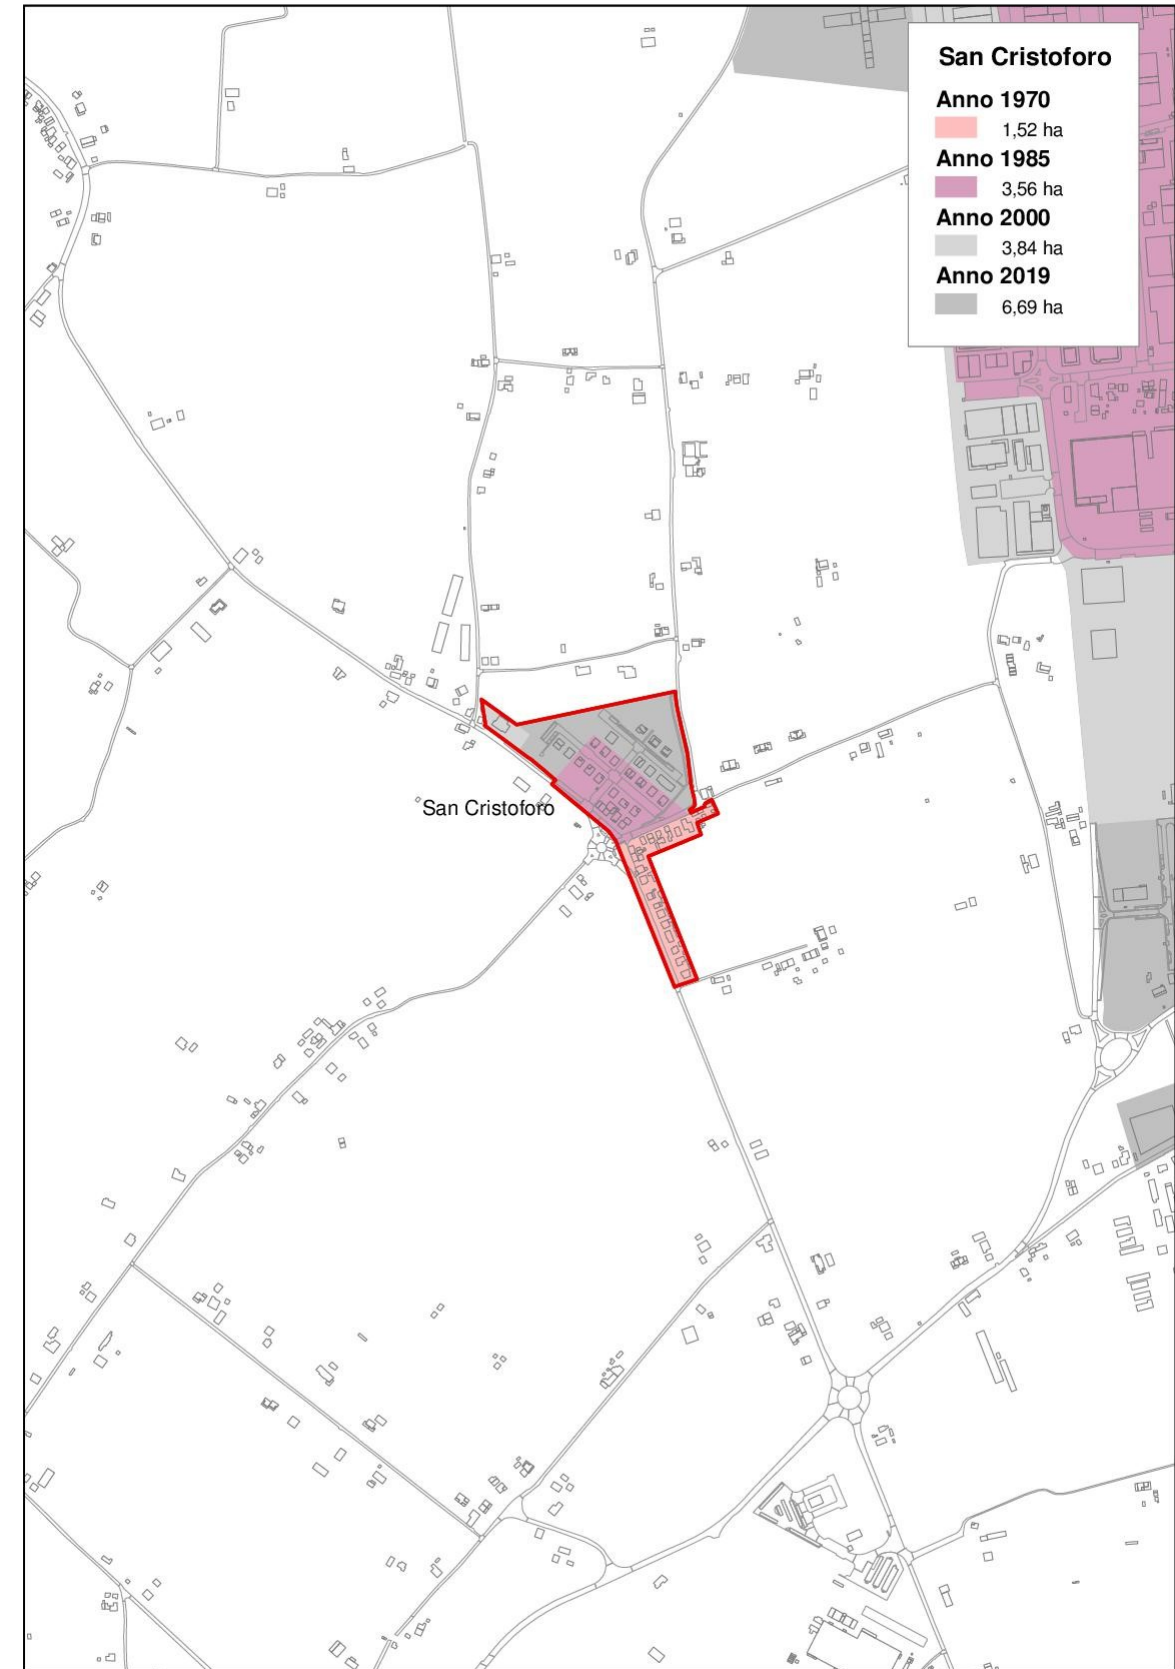 San Cristoforo
Anno 1970
1,52 ha
Anno 1985
3,56 ha
Anno 2000
3,84 ha
Anno 2019
6,69 ha
San Cristoforo